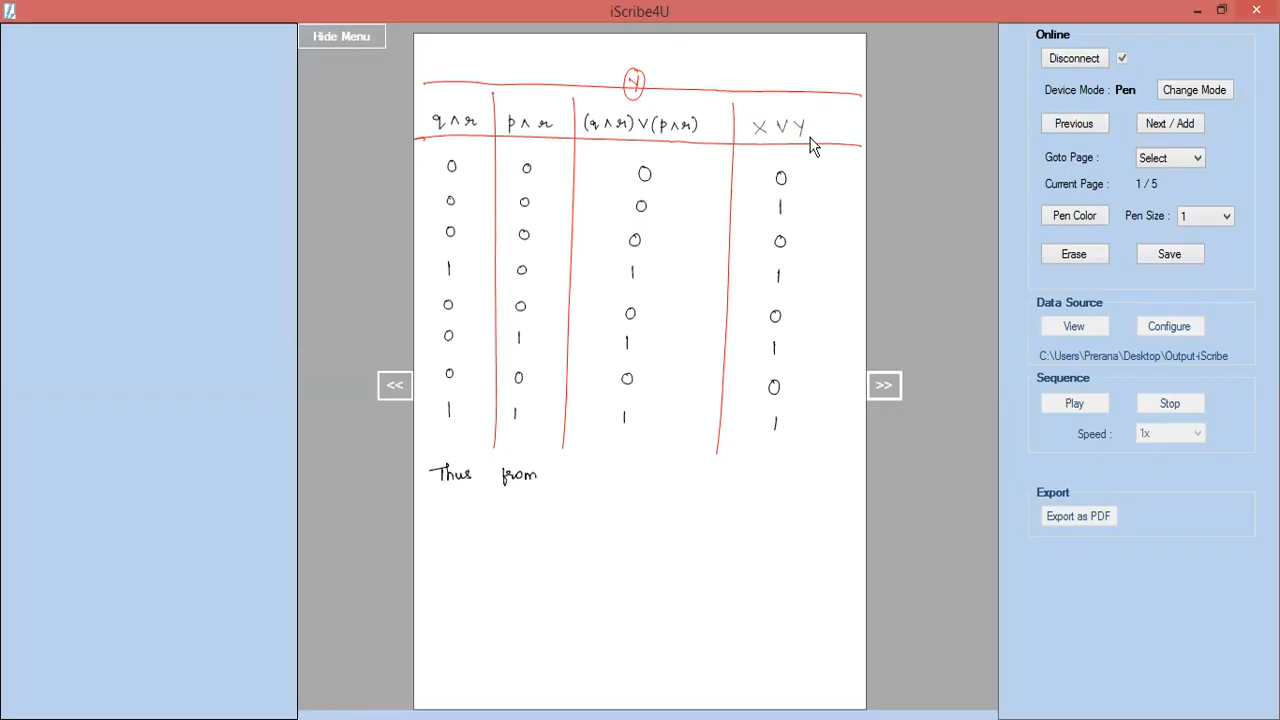 iScribe4U
Hide Menu
Y
q ∧ r p ∧ r (q ∧ r) ∨ (p ∧ r) X ∨ Y
0 0 0 0
0 0 0 1
0 0 0 0
1 0 1 1
0 0 0 0
0 1 1 1
0 0 0 0
1 1 1 1
Thus from
<<
>>
Online
Disconnect
Device Mode : Pen Change Mode
Previous Next / Add
Goto Page : Select
Current Page : 1 / 5
Pen Color Pen Size : 1
Erase Save
Data Source
View Configure
C:\Users\Prerana\Desktop\Output-iScribe
Sequence
Play Stop
Speed : 1x
Export
Export as PDF